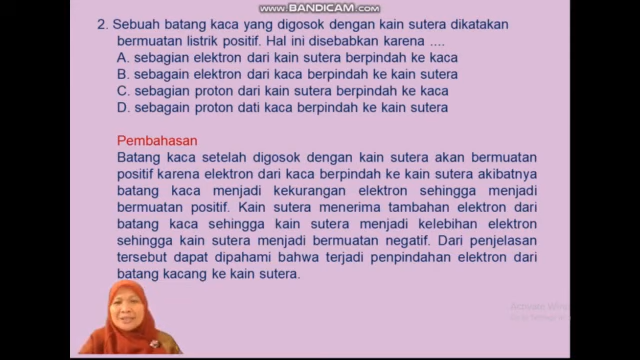 www.BANDICAM.com
2. Sebuah batang kaca yang digosok dengan kain sutera dikatakan
bermuatan listrik positif. Hal ini disebabkan karena ....
A. sebagian elektron dari kain sutera berpindah ke kaca
B. sebagain elektron dari kaca berpindah ke kain sutera
C. sebagian proton dari kain sutera berpindah ke kaca
D. sebagain proton dati kaca berpindah ke kain sutera
Pembahasan
Batang kaca setelah digosok dengan kain sutera akan bermuatan
positif karena elektron dari kaca berpindah ke kain sutera akibatnya
batang kaca menjadi kekurangan elektron sehingga menjadi
bermuatan positif. Kain sutera menerima tambahan elektron dari
batang kaca sehingga kain sutera menjadi kelebihan elektron
sehingga kain sutera menjadi bermuatan negatif. Dari penjelasan
tersebut dapat dipahami bahwa terjadi penpindahan elektron dari
batang kacang ke kain sutera.